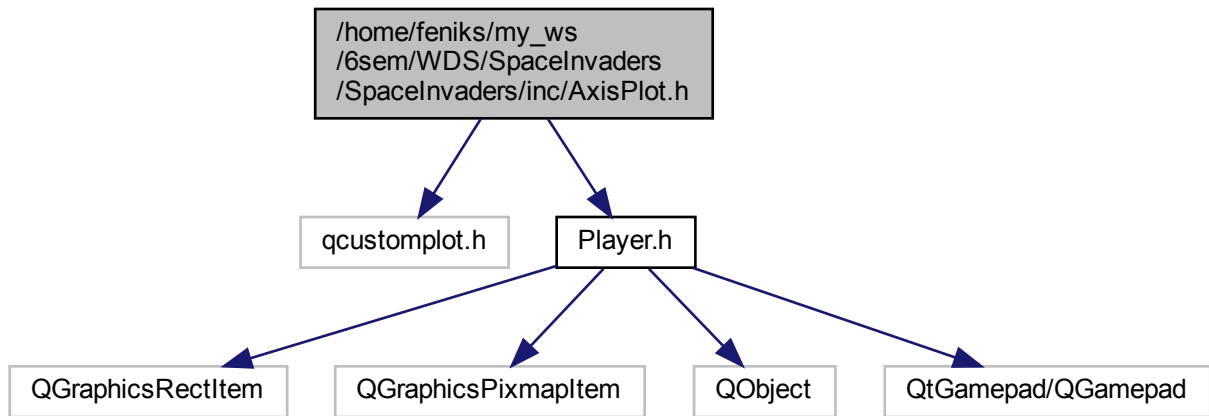 /home/feniks/my_ws
/6sem/WDS/SpaceInvaders
/SpaceInvaders/inc/AxisPlot.h
qcustomplot.h
Player.h
QGraphicsRectItem
QGraphicsPixmapItem
QObject
QtGamepad/QGamepad